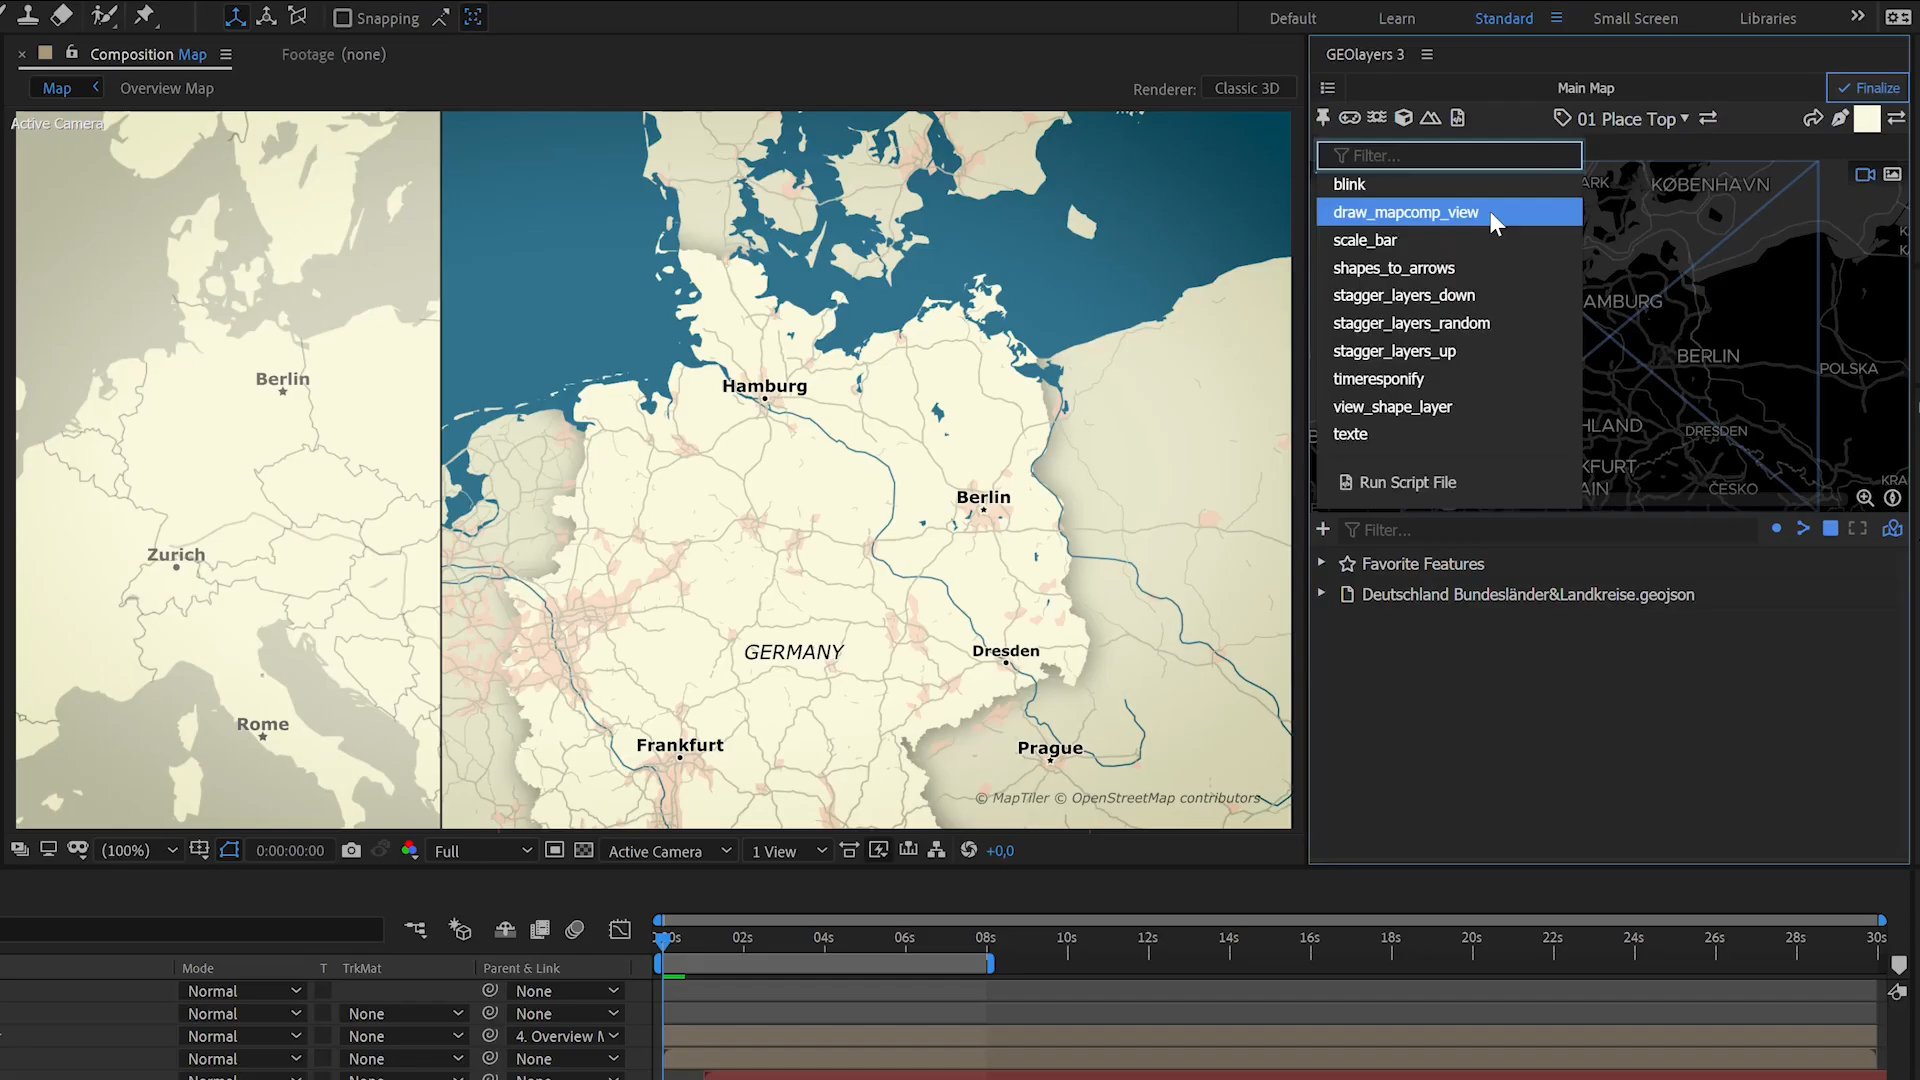 Snapping
Default
Learn
Standard
Small Screen
Libraries
Composition Map
Footage (none)
GEOlayers 3
Map
Overview Map
Renderer:
Classic 3D
Main Map
Finalize
01 Place Top
Active Camera
Filter...
blink
draw_mapcomp_view
scale_bar
shapes_to_arrows
stagger_layers_down
stagger_layers_random
stagger_layers_up
timeresponify
view_shape_layer
texte
Run Script File
ARK
KØBENHAVN
AMBURG
BERLIN
POLSKA
HLAND
DRESDEN
KFURT
AIN
ČESKO
KRA
Filter...
Favorite Features
Deutschland Bundesländer&Landkreise.geojson
Berlin
Zurich
Rome
Hamburg
Berlin
GERMANY
Dresden
Frankfurt
Prague
© MapTiler © OpenStreetMap contributors
(100%)
0:00:00:00
Full
Active Camera
1 View
+0,0
02s
04s
06s
08s
10s
12s
14s
16s
18s
20s
22s
24s
26s
28s
30s
Mode
T
TrkMat
Parent & Link
Normal
None
Normal
None
None
Normal
None
4. Overview M
Normal
None
None